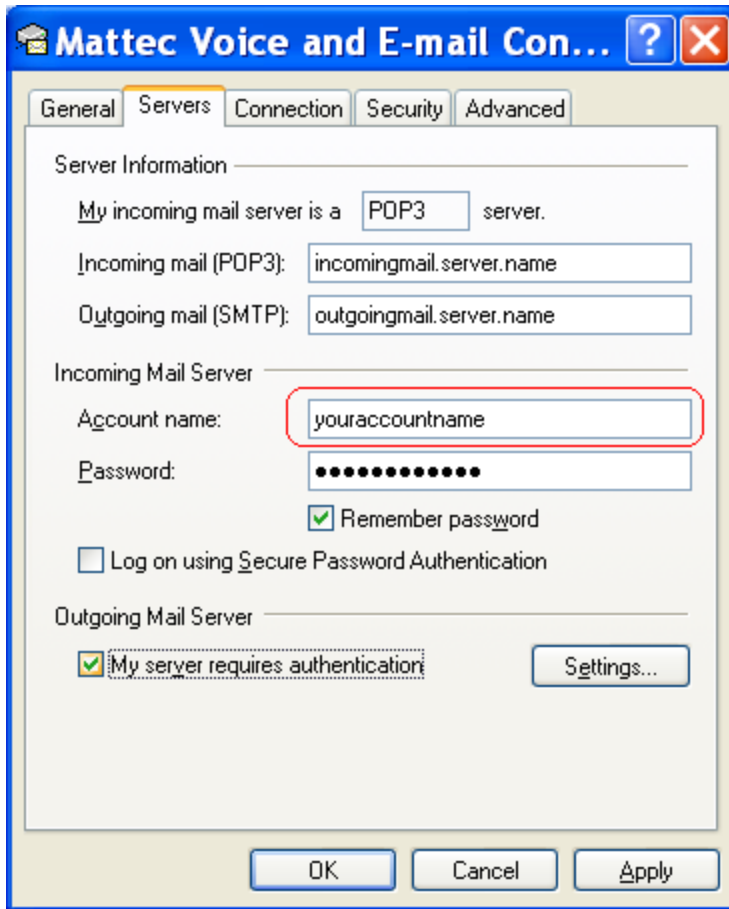 Mattec Voice and E-mail Con...
General Servers Connection Security Advanced
Server Information
My incoming mail server is a POP3 server.
Incoming mail (POP3): incomingmail.server.name
Outgoing mail (SMTP): outgoingmail.server.name
Incoming Mail Server
Account name: youraccountname
Password: ●●●●●●●●●●●●
Remember password
Log on using Secure Password Authentication
Outgoing Mail Server
My server requires authentication Settings...
OK Cancel Apply